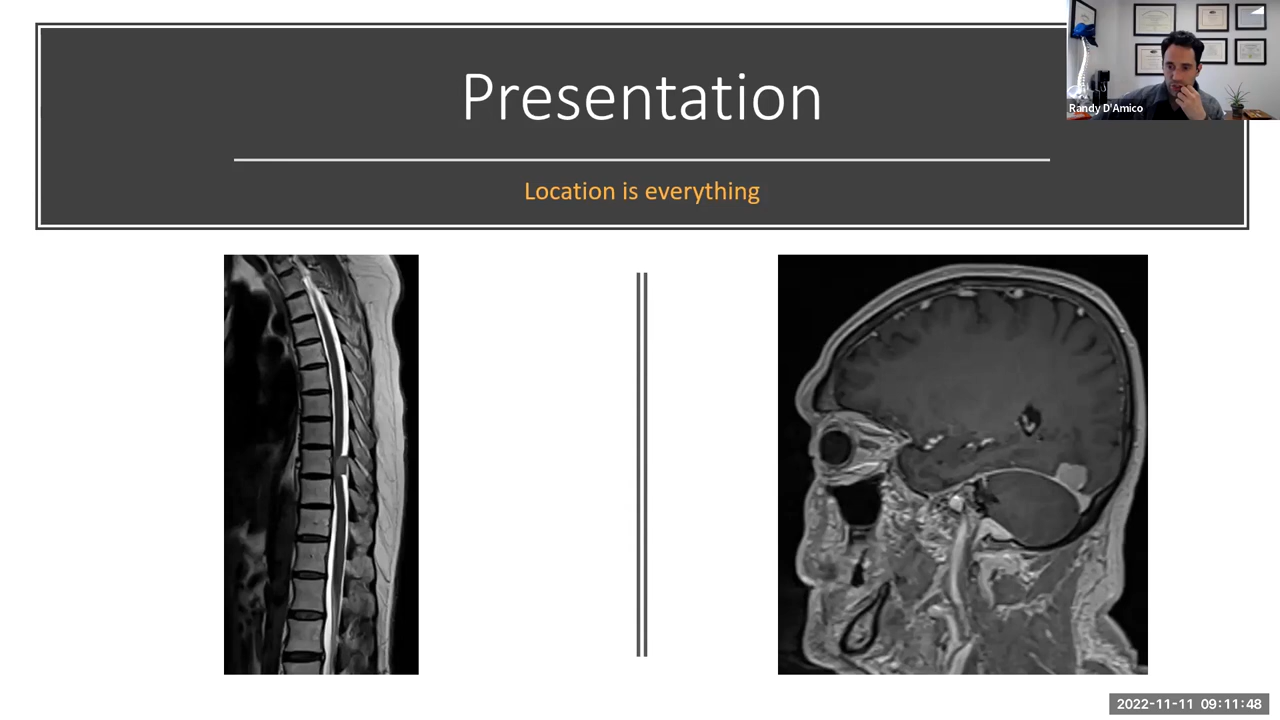 Presentation
Randy D'Amico
Location is everything
2022-11-11 09:11:48